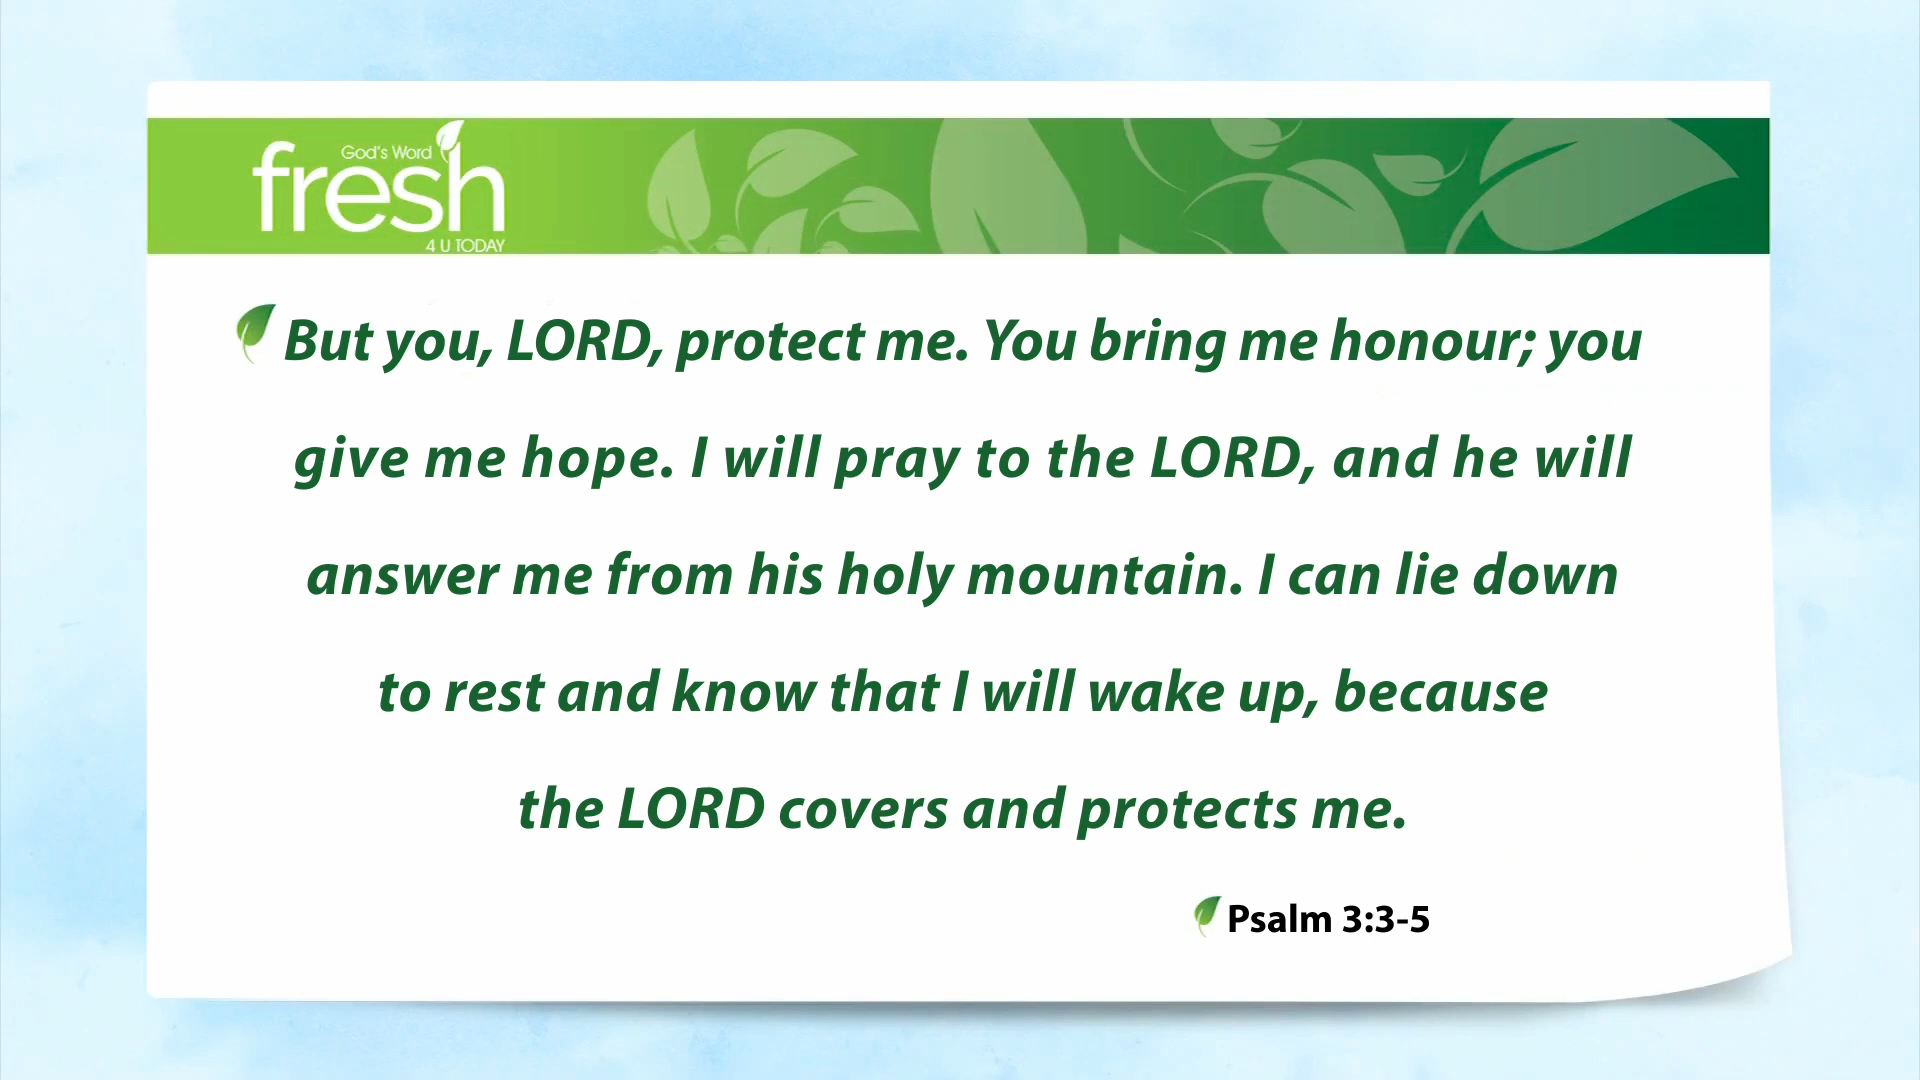 God's Word
fresh
4 U TODAY
But you, LORD, protect me. You bring me honour; you
give me hope. I will pray to the LORD, and he will
answer me from his holy mountain. I can lie down
to rest and know that I will wake up, because
the LORD covers and protects me.
Psalm 3:3-5